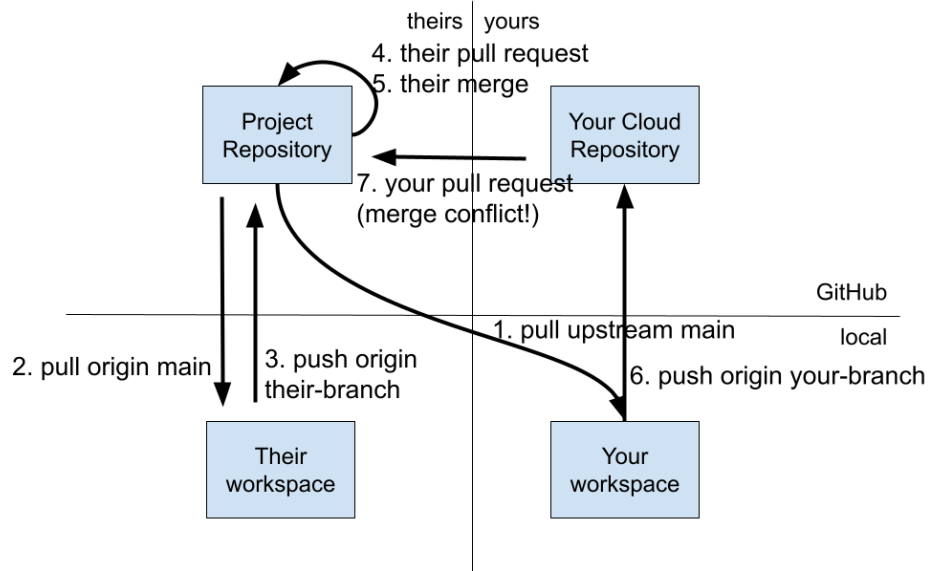 theirs yours
4. their pull request
5. their merge
Project
Repository
Your Cloud
Repository
7. your pull request
(merge conflict!)
GitHub
1. pull upstream main
local
2. pull origin main
3. push origin
their-branch
6. push origin your-branch
Their
workspace
Your
workspace